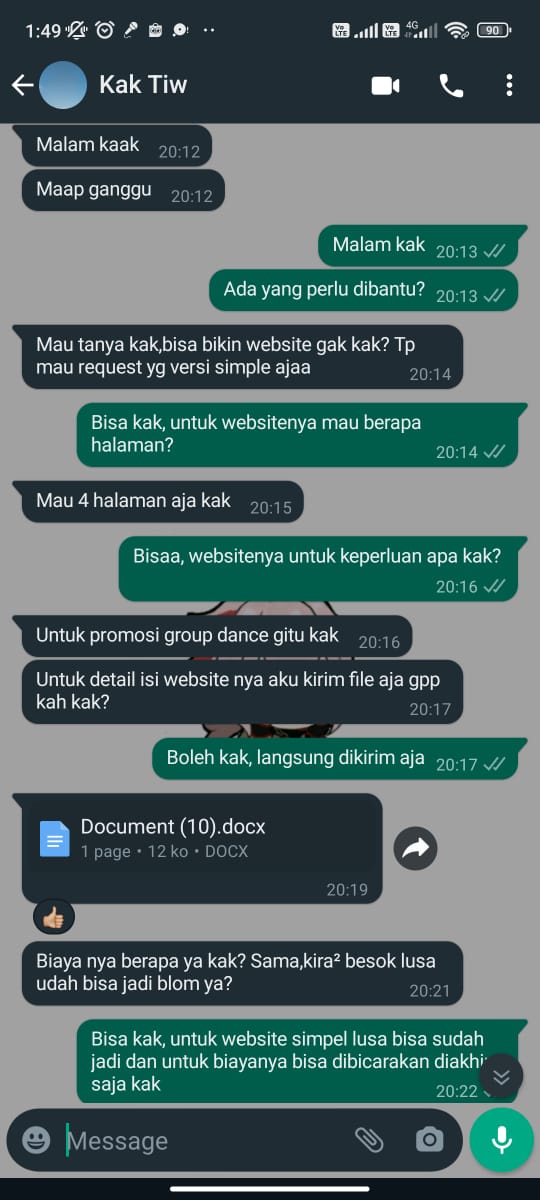 1:49
Vo LTE
Vo LTE
4G
90
Kak Tiw
Malam kaak 20:12
Maap ganggu 20:12
Malam kak 20:13
Ada yang perlu dibantu? 20:13
Mau tanya kak,bisa bikin website gak kak? Tp
mau request yg versi simple ajaa
20:14
Bisa kak, untuk websitenya mau berapa
halaman?
20:14
Mau 4 halaman aja kak 20:15
Bisaa, websitenya untuk keperluan apa kak?
20:16
Untuk promosi group dance gitu kak 20:16
Untuk detail isi website nya aku kirim file aja gpp
kah kak?
20:17
Boleh kak, langsung dikirim aja 20:17
Document (10).docx
1 page • 12 ko • DOCX
20:19
Biaya nya berapa ya kak? Sama,kira² besok lusa
udah bisa jadi blom ya?
20:21
Bisa kak, untuk website simpel lusa bisa sudah
jadi dan untuk biayanya bisa dibicarakan diakhi
saja kak
20:22
Message